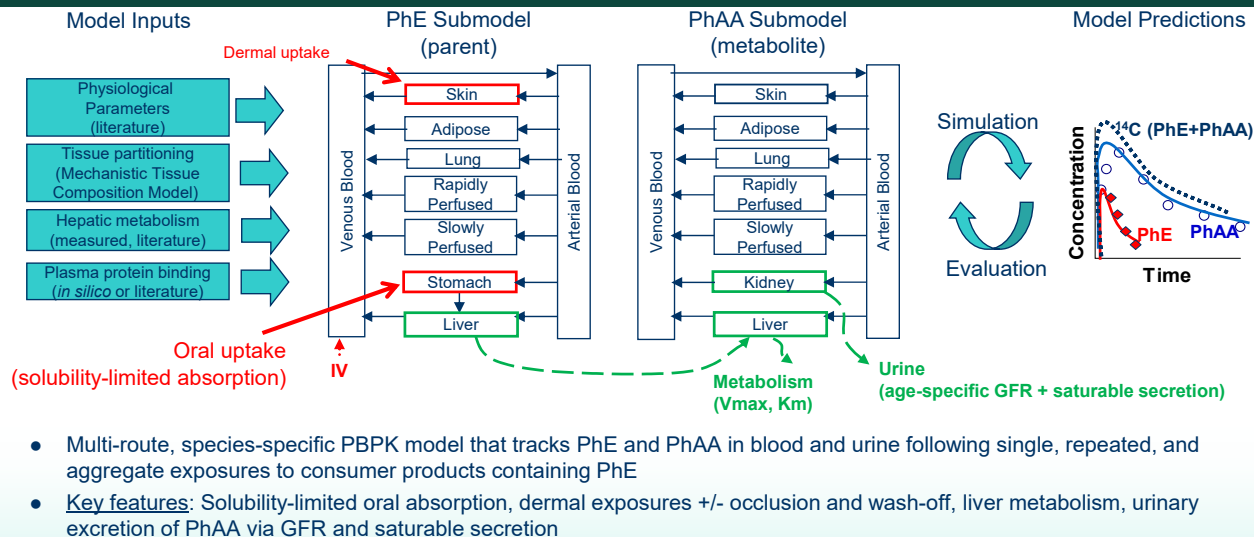 Model Inputs
PhE Submodel
(parent)
PhAA Submodel
(metabolite)
Model Predictions
Dermal uptake
Physiological
Parameters
(literature)
Tissue partitioning
(Mechanistic Tissue
Composition Model)
Hepatic metabolism
(measured, literature)
Plasma protein binding
(in silico or literature)
Oral uptake
(solubility-limited absorption)
Venous Blood
Skin
Adipose
Lung
Rapidly
Perfused
Slowly
Perfused
Stomach
Liver
Arterial Blood
IV
Venous Blood
Skin
Adipose
Lung
Rapidly
Perfused
Slowly
Perfused
Kidney
Liver
Arterial Blood
Metabolism
(Vmax, Km)
Urine
(age-specific GFR + saturable secretion)
Simulation
Evaluation
Concentration
14C (PhE+PhAA)
PhE
PhAA
Time
● Multi-route, species-specific PBPK model that tracks PhE and PhAA in blood and urine following single, repeated, and
aggregate exposures to consumer products containing PhE
● Key features: Solubility-limited oral absorption, dermal exposures +/- occlusion and wash-off, liver metabolism, urinary
excretion of PhAA via GFR and saturable secretion